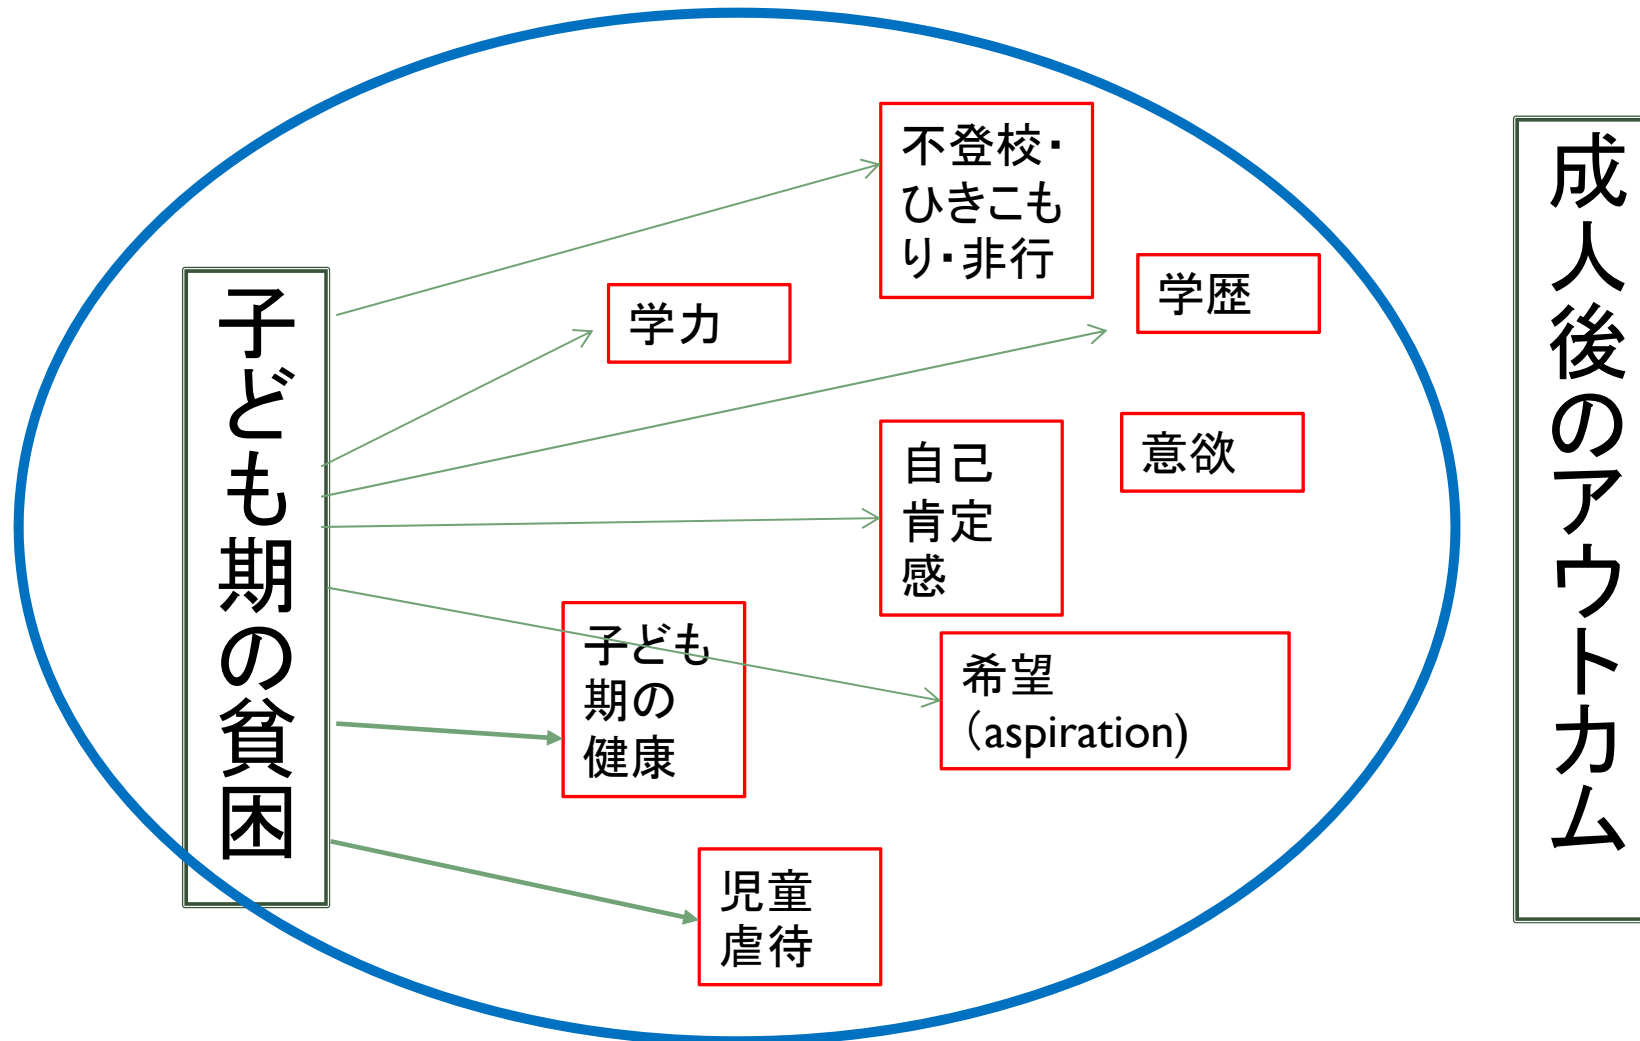 子ども期の貧困
不登校・
ひきこも
り・非行
学力
学歴
自己
肯定
感
意欲
子ども
期の
健康
希望
（aspiration)
児童
虐待
成人後のアウトカム